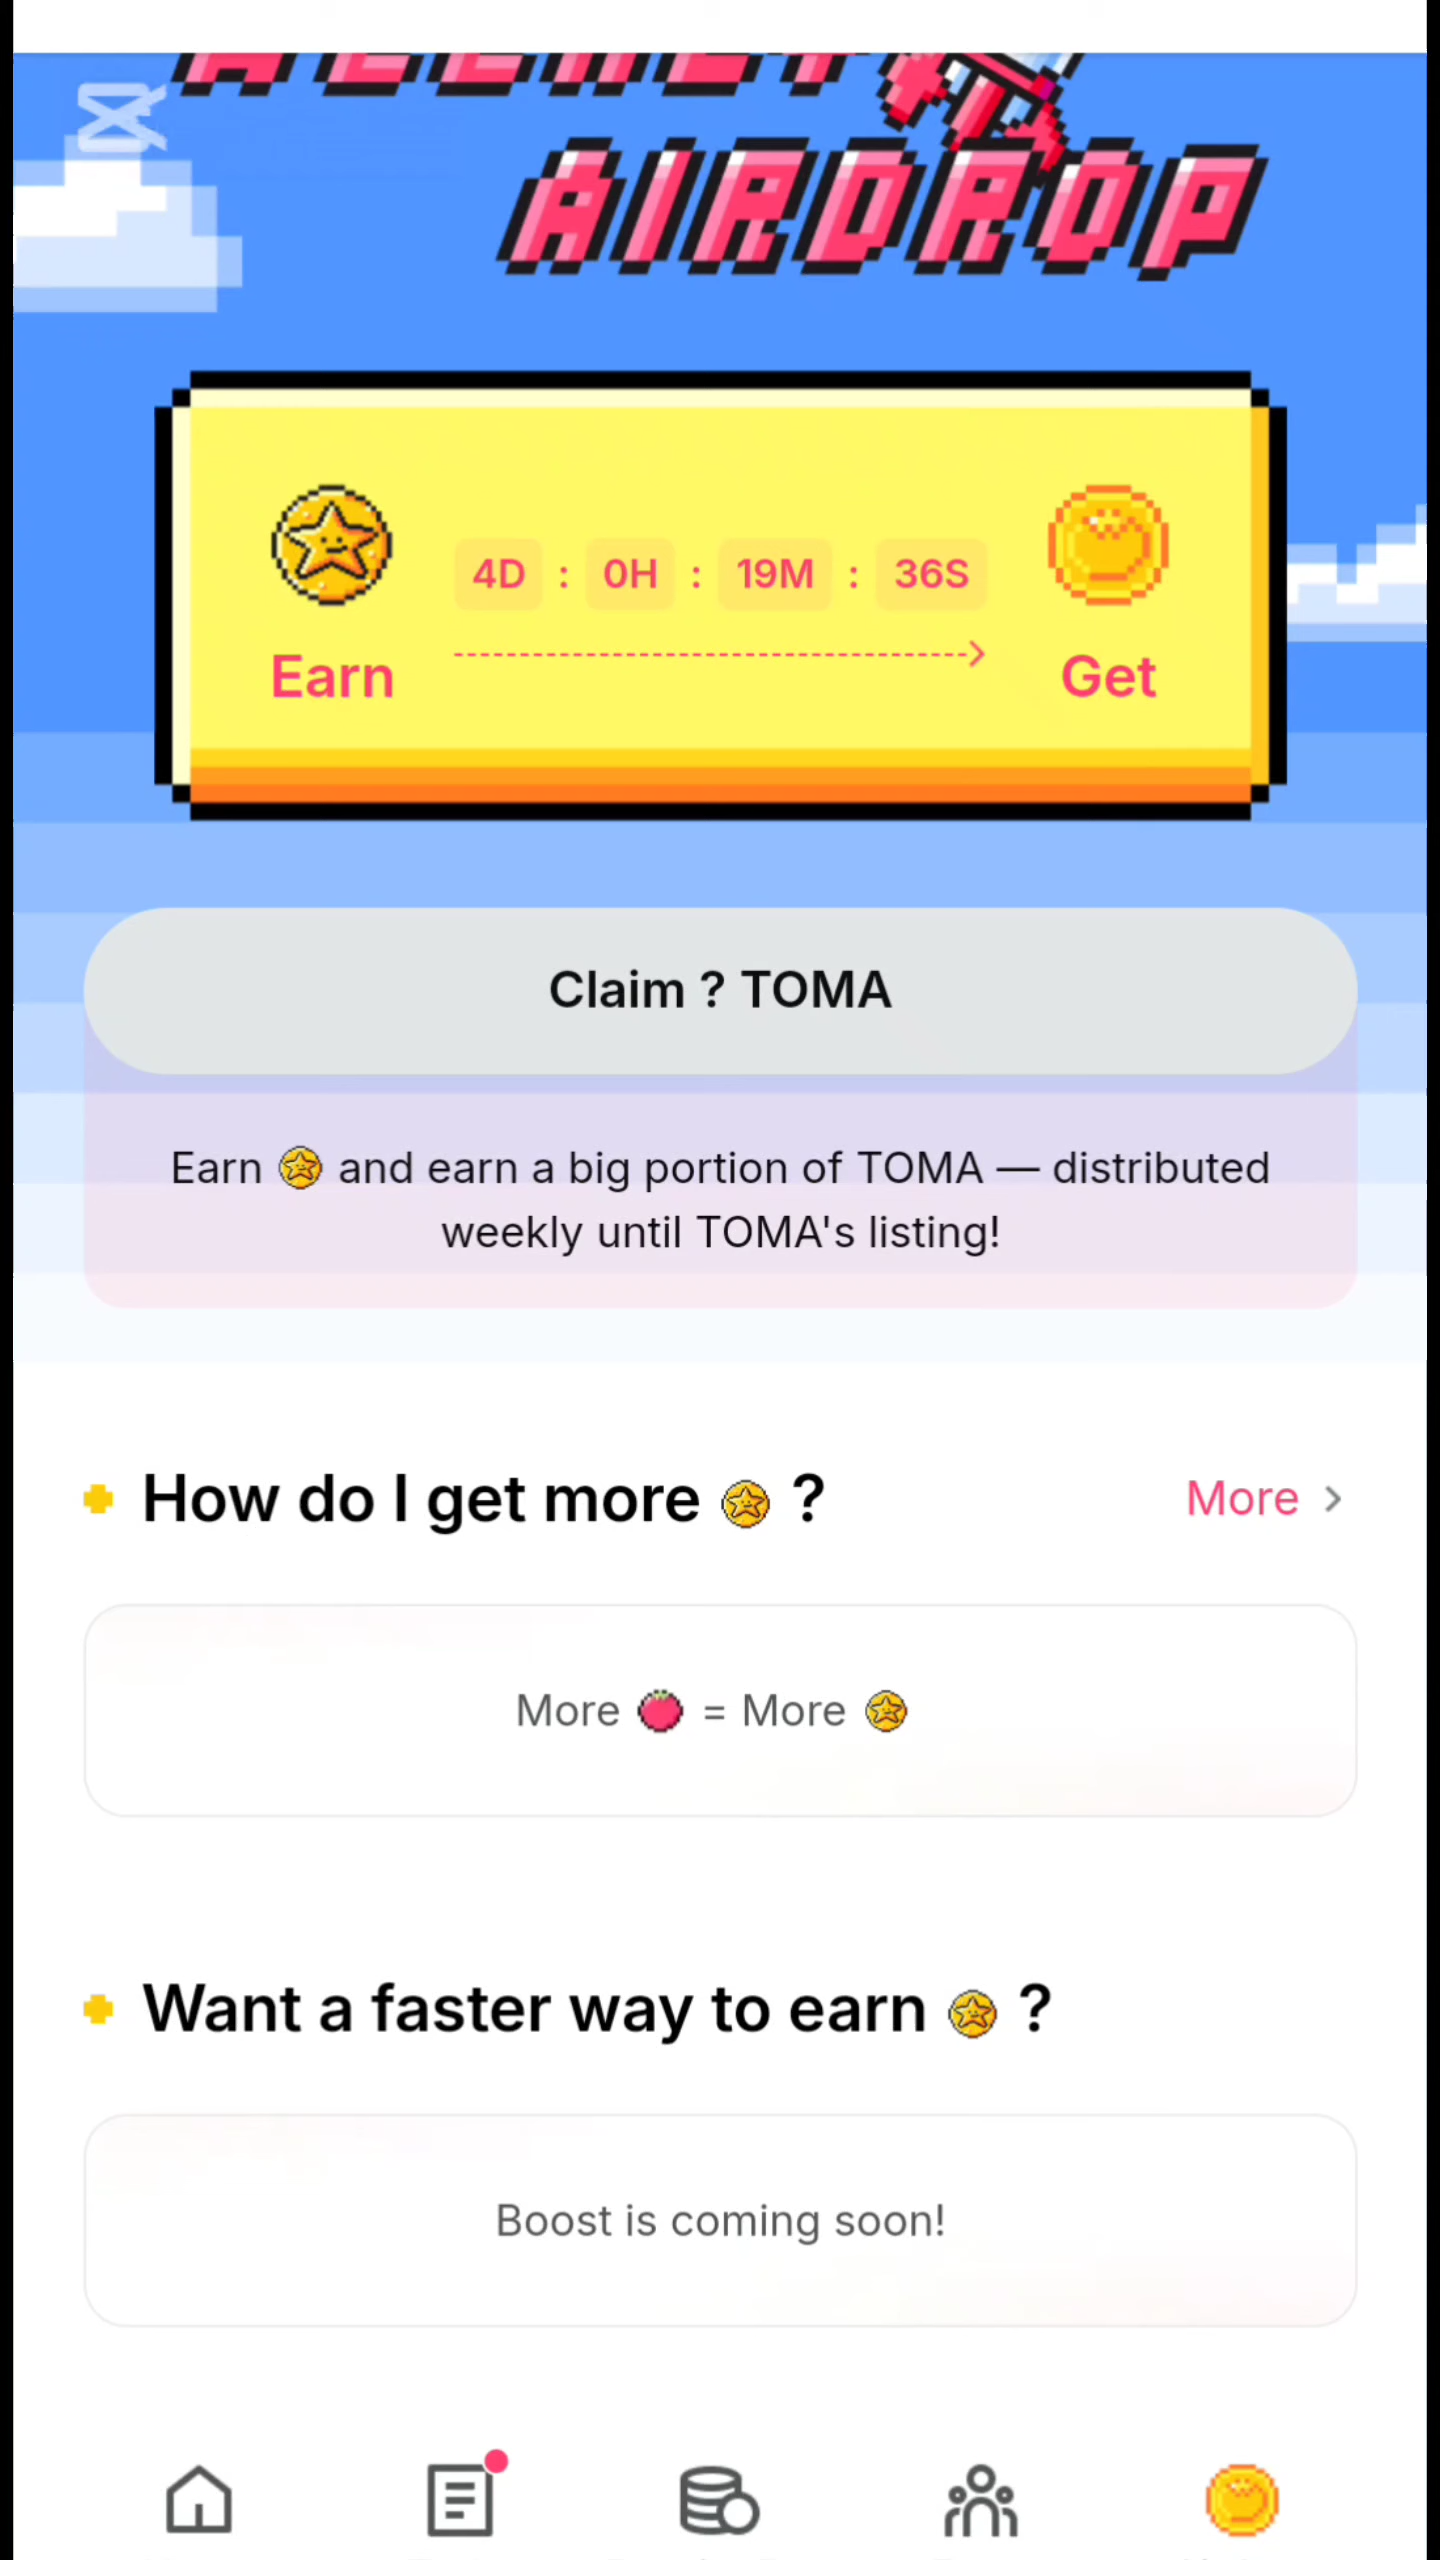 AIRDROP
4D : 0H : 19M : 36S
Earn
Get
Claim ? TOMA
Earn and earn a big portion of TOMA — distributed
weekly until TOMA's listing!
How do I get more ?
More >
More = More
Want a faster way to earn ?
Boost is coming soon!